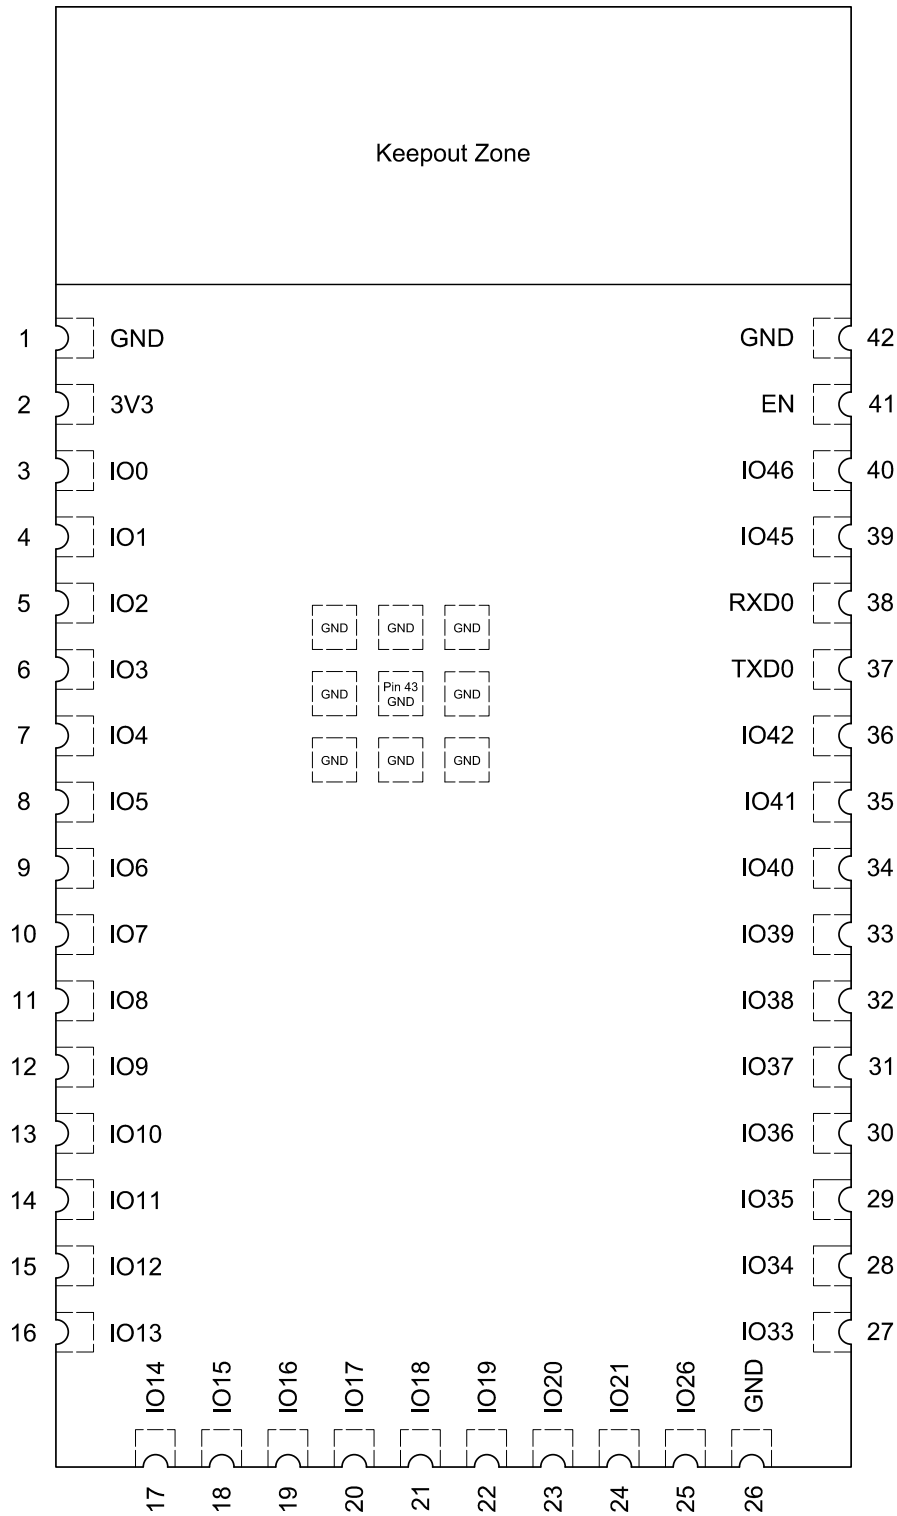 Keepout Zone
1 GND GND 42
2 3V3 EN 41
3 IO0 IO46 40
4 IO1 IO45 39
5 IO2 RXD0 38
GND GND GND
6 IO3 TXD0 37
GND Pin 43 GND
GND
7 IO4 IO42 36
GND GND GND
8 IO5 IO41 35
9 IO6 IO40 34
10 IO7 IO39 33
11 IO8 IO38 32
12 IO9 IO37 31
13 IO10 IO36 30
14 IO11 IO35 29
15 IO12 IO34 28
16 IO13 IO33 27
IO14 IO15 IO16 IO17 IO18 IO19 IO20 IO21 IO26 GND
17 18 19 20 21 22 23 24 25 26